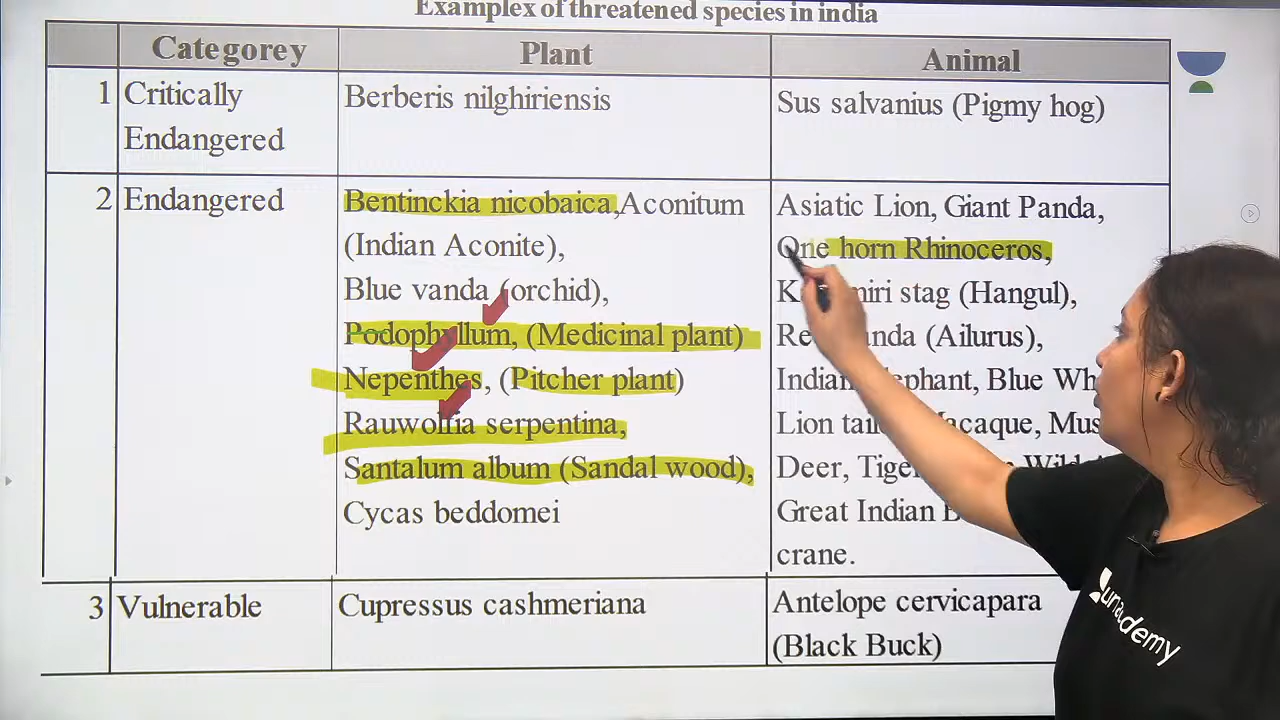 Examplex of threatened species in india
Categorey Plant Animal
1 Critically Endangered Berberis nilghiriensis Sus salvanius (Pigmy hog)
2 Endangered Bentinckia nicobaica,Aconitum
(Indian Aconite),
Blue vanda (orchid),
Podophyllum, (Medicinal plant)
Nepenthes, (Pitcher plant)
Rauwolfia serpentina,
Santalum album (Sandal wood),
Cycas beddomei
Asiatic Lion, Giant Panda,
One horn Rhinoceros,
stag (Hangul),
(Ailurus),
Indian Blue
Lion
Deer,
Great Indian
crane.
3 Vulnerable Cupressus cashmeriana Antelope cervicapara
(Black Buck)
unacademy